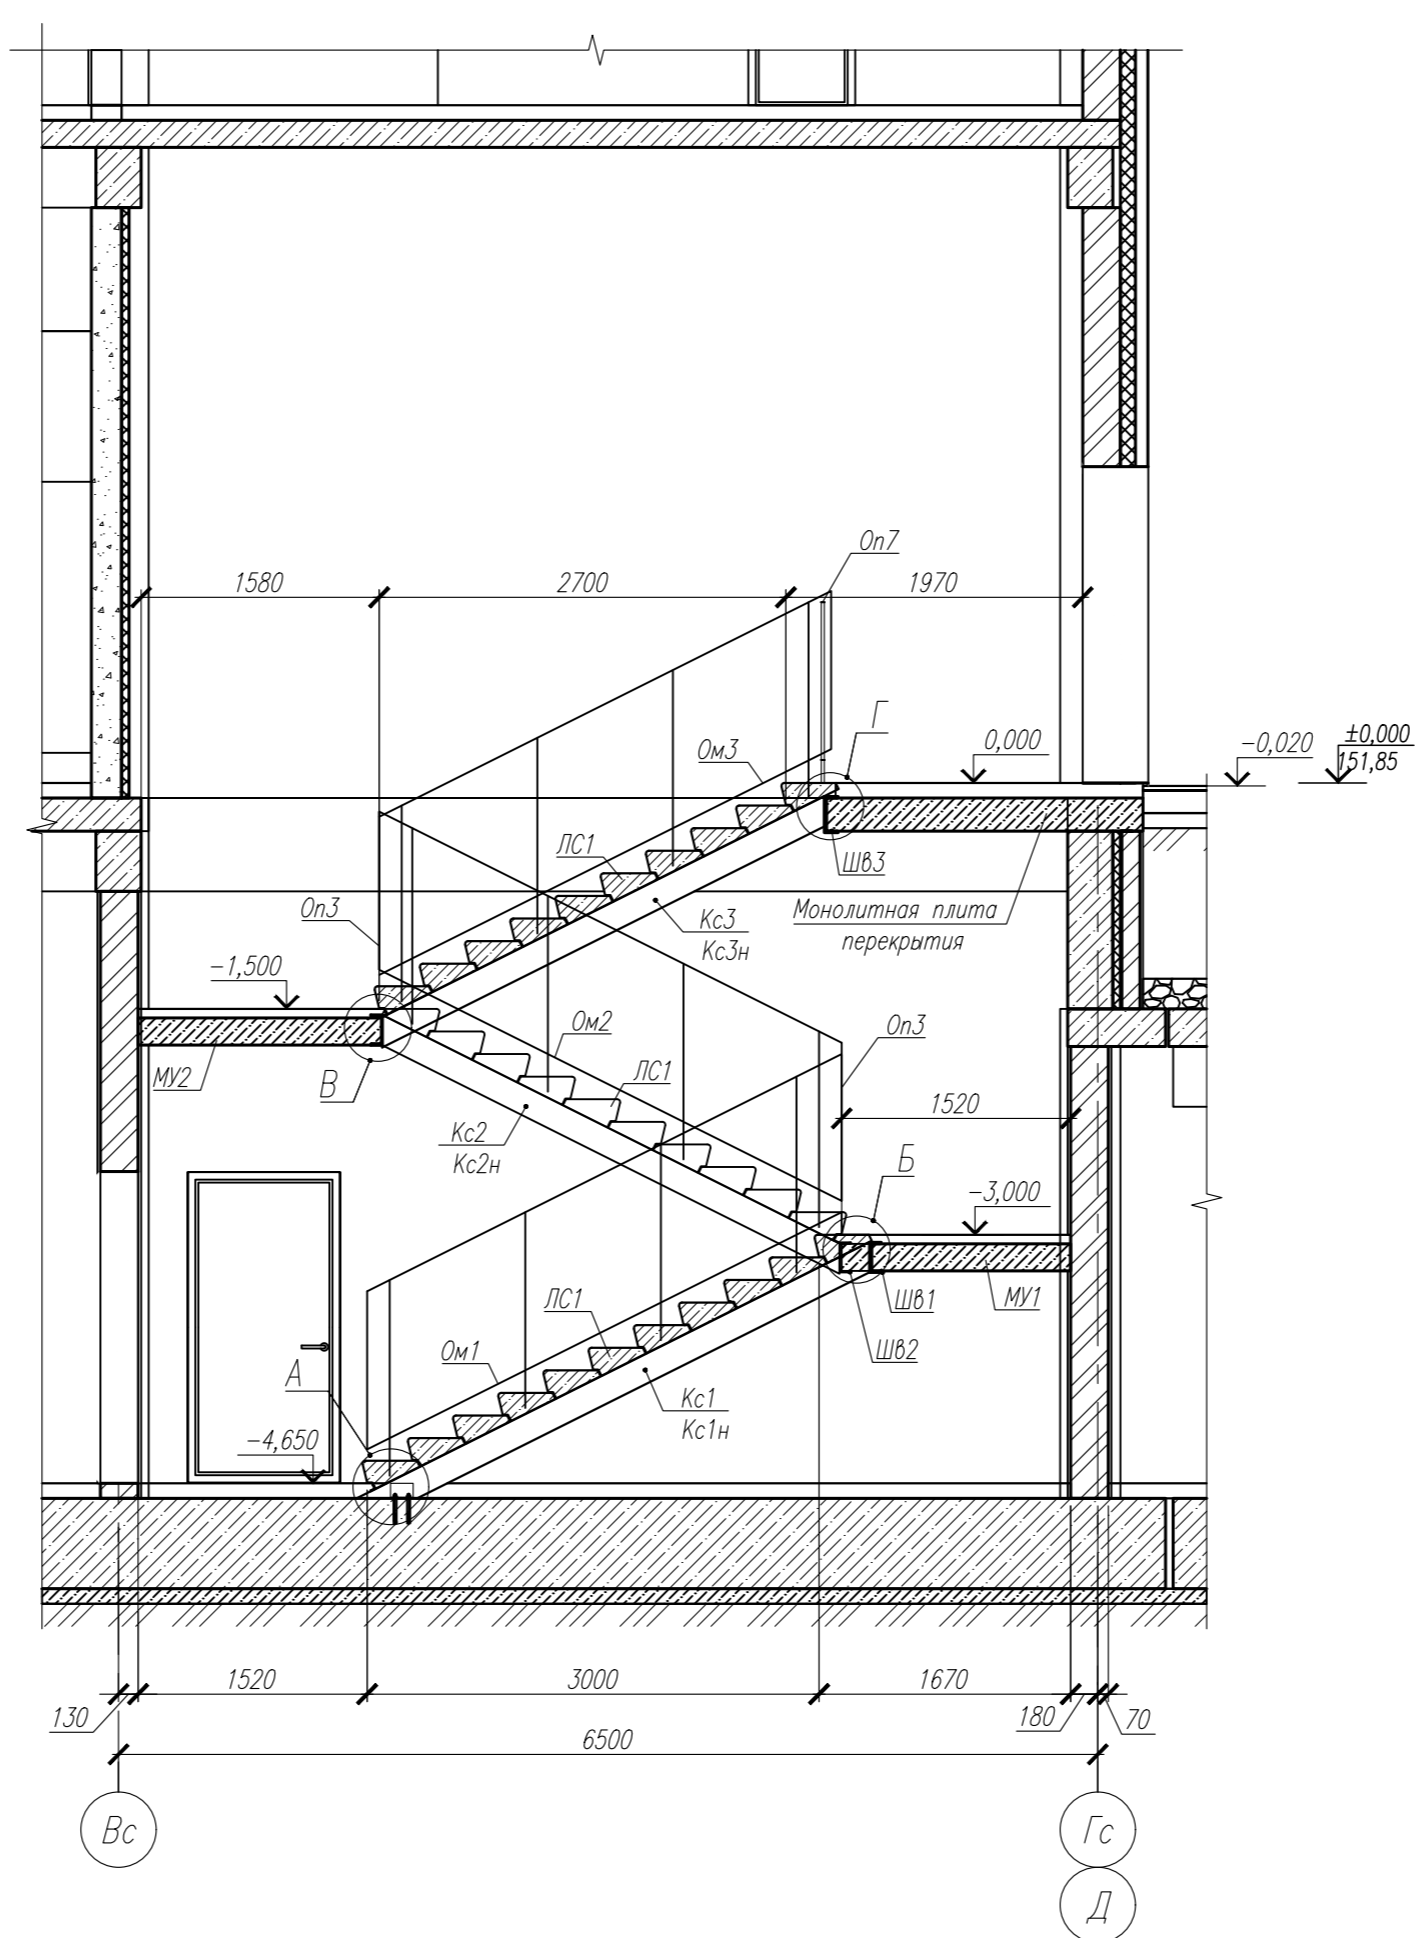 Оп7
1580
2700
1970
Г
Ом3
0,000
-0,020
±0,000
151,85
ЛС1
Шв3
Оп3
Кс3
Кс3н
Монолитная плита
перекрытия
-1,500
Ом2
Оп3
МУ2
В
ЛС1
1520
Кс2
Кс2н
Б
-3,000
ЛС1
Шв1
МУ1
Ом1
Шв2
А
Кс1
Кс1н
-4,650
1520
3000
1670
130
180
70
6500
Вс
Гс
Д